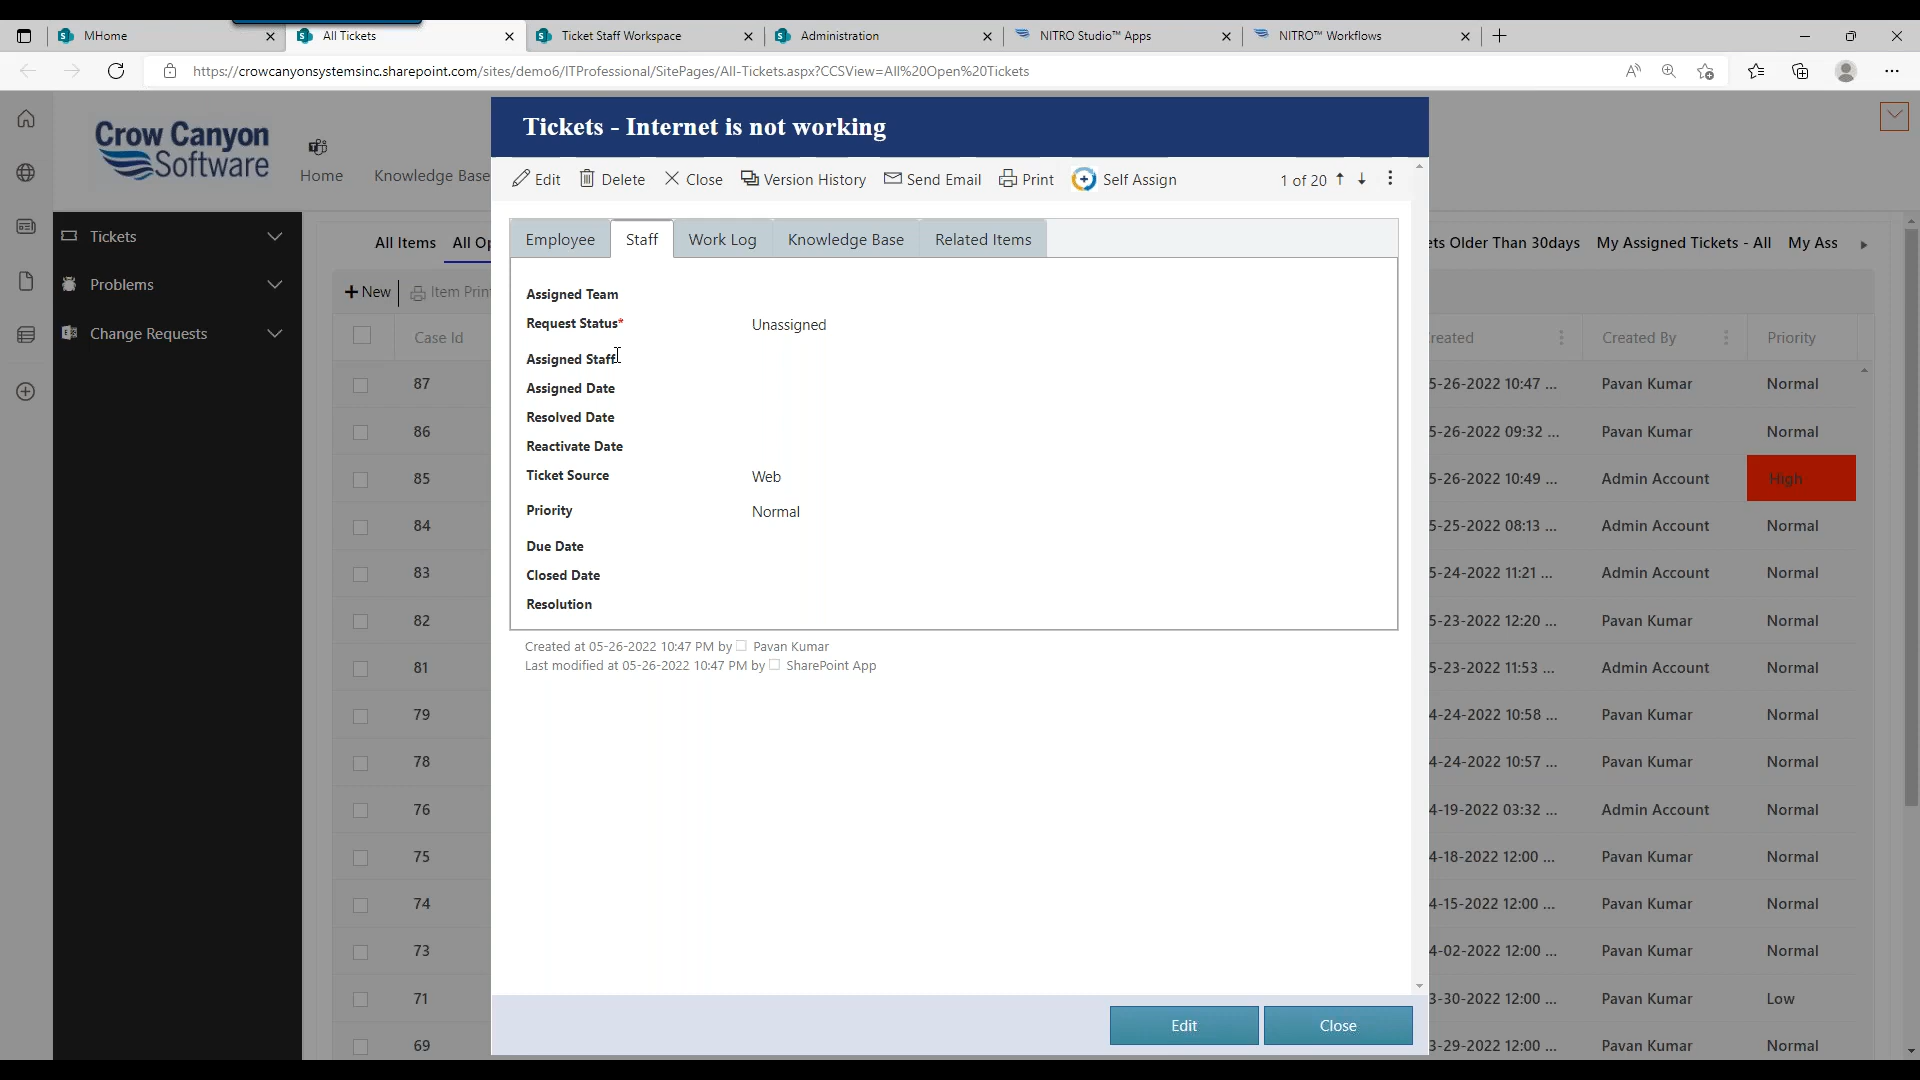 MHome
All Tickets
Ticket Staff Workspace
Administration
NITRO Studio™ Apps
NITRO™ Workflows
https://crowcanyonsystemsinc.sharepoint.com/sites/demo6/ITProfessional/SitePages/All-Tickets.aspx?CCSView=All%20Open%20Tickets
Crow Canyon
Software
Home
Knowledge Base
Tickets
Problems
Change Requests
All Items All Op
+ New Item Prin
Case Id
87
86
85
84
83
82
81
79
78
76
75
74
73
71
69
Tickets - Internet is not working
Edit Delete Close Version History Send Email Print Self Assign 1 of 20
Employee Staff Work Log Knowledge Base Related Items
Assigned Team
Request Status* Unassigned
Assigned Staff
Assigned Date
Resolved Date
Reactivate Date
Ticket Source Web
Priority Normal
Due Date
Closed Date
Resolution
Created at 05-26-2022 10:47 PM by Pavan Kumar
Last modified at 05-26-2022 10:47 PM by SharePoint App
Edit Close
ets Older Than 30days My Assigned Tickets - All My Ass
reated Created By Priority
5-26-2022 10:47 ... Pavan Kumar Normal
5-26-2022 09:32 ... Pavan Kumar Normal
5-26-2022 10:49 ... Admin Account High
5-25-2022 08:13 ... Admin Account Normal
5-24-2022 11:21 ... Admin Account Normal
5-23-2022 12:20 ... Pavan Kumar Normal
5-23-2022 11:53 ... Admin Account Normal
4-24-2022 10:58 ... Pavan Kumar Normal
4-24-2022 10:57 ... Pavan Kumar Normal
4-19-2022 03:32 ... Admin Account Normal
4-18-2022 12:00 ... Pavan Kumar Normal
4-15-2022 12:00 ... Pavan Kumar Normal
4-02-2022 12:00 ... Pavan Kumar Normal
3-30-2022 12:00 ... Pavan Kumar Low
3-29-2022 12:00 ... Pavan Kumar Normal